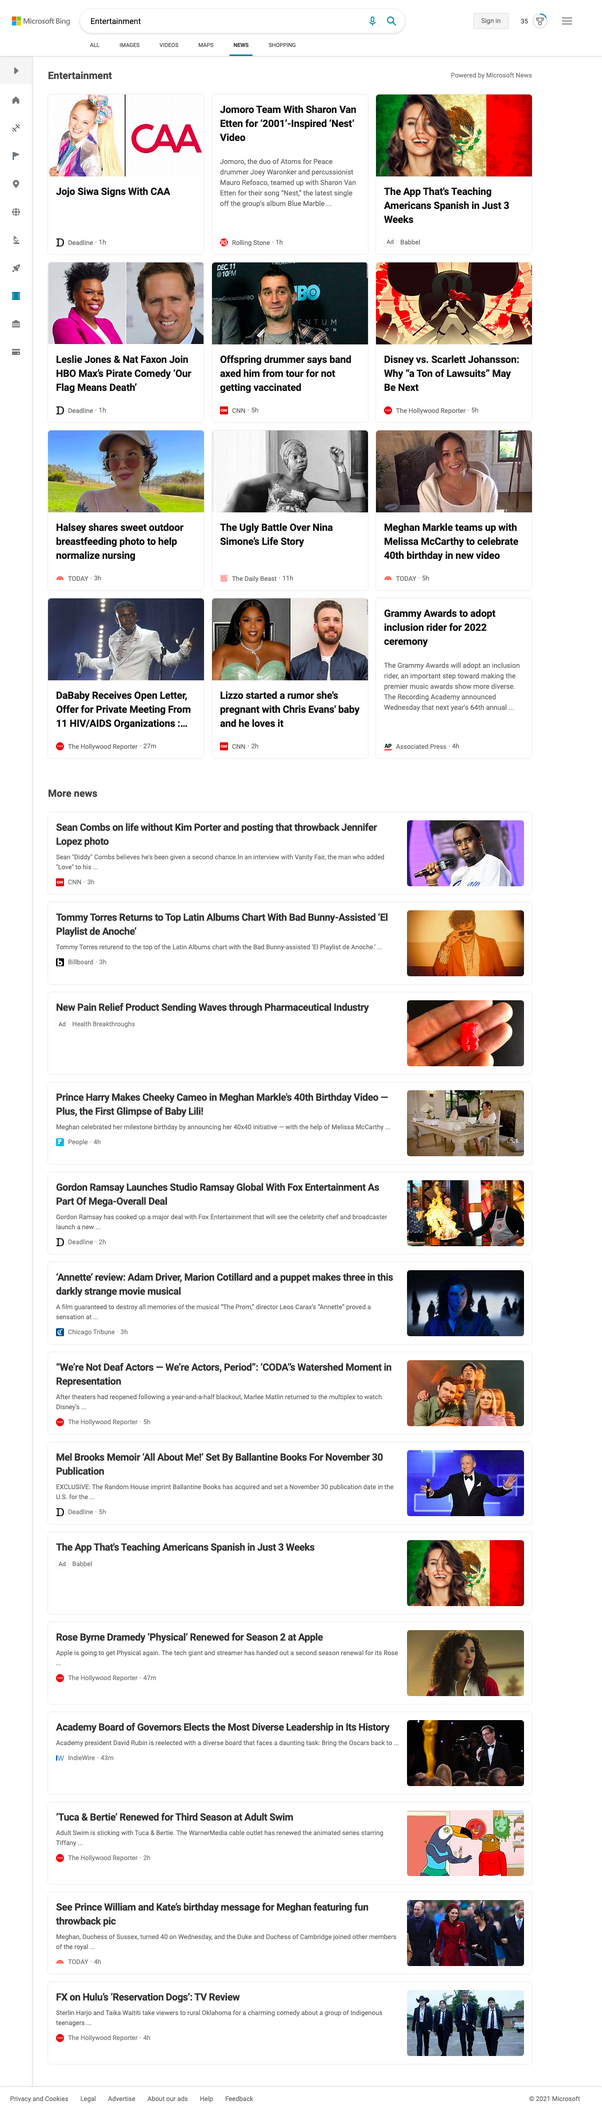 Microsoft Bing
Entertainment
Sign in
35
ALL IMAGES VIDEOS MAPS NEWS SHOPPING
Entertainment
Powered by Microsoft News
CAA
Jojo Siwa Signs With CAA
Deadline · 1h
Jomoro Team With Sharon Van
Etten for '2001'-Inspired 'Nest'
Video
Jomoro, the duo of Atoms for Peace
drummer Joey Waronker and percussionist
Mauro Refosco, teamed up with Sharon Van
Etten for their song "Nest," the latest single
off the group's album Blue Marble ...
Rolling Stone · 1h
The App That's Teaching
Americans Spanish in Just 3
Weeks
Ad Babbel
Leslie Jones & Nat Faxon Join
HBO Max's Pirate Comedy 'Our
Flag Means Death'
Deadline · 1h
DEC.11
@10PM
Offspring drummer says band
axed him from tour for not
getting vaccinated
CNN · 5h
Disney vs. Scarlett Johansson:
Why "a Ton of Lawsuits" May
Be Next
The Hollywood Reporter · 5h
Halsey shares sweet outdoor
breastfeeding photo to help
normalize nursing
TODAY · 3h
The Ugly Battle Over Nina
Simone's Life Story
The Daily Beast · 11h
Meghan Markle teams up with
Melissa McCarthy to celebrate
40th birthday in new video
TODAY · 5h
DaBaby Receives Open Letter,
Offer for Private Meeting From
11 HIV/AIDS Organizations :...
The Hollywood Reporter · 27m
Lizzo started a rumor she's
pregnant with Chris Evans' baby
and he loves it
CNN · 2h
Grammy Awards to adopt
inclusion rider for 2022
ceremony
The Grammy Awards will adopt an inclusion
rider, an important step toward making the
premier music awards show more diverse.
The Recording Academy announced
Wednesday that next year's 64th annual ...
AP Associated Press · 4h
More news
Sean Combs on life without Kim Porter and posting that throwback Jennifer
Lopez photo
Sean "Diddy" Combs believes he's been given a second chance.In an interview with Vanity Fair, the man who added
"Love" to his ...
CNN · 3h
Tommy Torres Returns to Top Latin Albums Chart With Bad Bunny-Assisted 'El
Playlist de Anoche'
Tommy Torres returend to the top of the Latin Albums chart with the Bad Bunny-assisted 'El Playlist de Anoche.' ...
Billboard · 3h
New Pain Relief Product Sending Waves through Pharmaceutical Industry
Ad Health Breakthroughs
Prince Harry Makes Cheeky Cameo in Meghan Markle's 40th Birthday Video —
Plus, the First Glimpse of Baby Lili!
Meghan celebrated her milestone birthday by announcing her 40x40 initiative — with the help of Melissa McCarthy ...
People · 4h
Gordon Ramsay Launches Studio Ramsay Global With Fox Entertainment As
Part Of Mega-Overall Deal
Gordon Ramsay has cooked up a major deal with Fox Entertainment that will see the celebrity chef and broadcaster
launch a new ...
Deadline · 2h
'Annette' review: Adam Driver, Marion Cotillard and a puppet makes three in this
darkly strange movie musical
A film guaranteed to destroy all memories of the musical "The Prom," director Leos Carax's "Annette" proved a
sensation at ...
Chicago Tribune · 3h
"We're Not Deaf Actors — We're Actors, Period": 'CODA''s Watershed Moment in
Representation
After theaters had reopened following a year-and-a-half blackout, Marlee Matlin returned to the multiplex to watch
Disney's ...
The Hollywood Reporter · 5h
Mel Brooks Memoir 'All About Me!' Set By Ballantine Books For November 30
Publication
EXCLUSIVE: The Random House imprint Ballantine Books has acquired and set a November 30 publication date in the
U.S. for the ...
Deadline · 5h
The App That's Teaching Americans Spanish in Just 3 Weeks
Ad Babbel
Rose Byrne Dramedy 'Physical' Renewed for Season 2 at Apple
Apple is going to get Physical again. The tech giant and streamer has handed out a second season renewal for its Rose
...
The Hollywood Reporter · 47m
Academy Board of Governors Elects the Most Diverse Leadership in Its History
Academy president David Rubin is reelected with a diverse board that faces a daunting task: Bring the Oscars back to ...
IndieWire · 43m
'Tuca & Bertie' Renewed for Third Season at Adult Swim
Adult Swim is sticking with Tuca & Bertie. The WarnerMedia cable outlet has renewed the animated series starring
Tiffany ...
The Hollywood Reporter · 2h
See Prince William and Kate's birthday message for Meghan featuring fun
throwback pic
Meghan, Duchess of Sussex, turned 40 on Wednesday, and the Duke and Duchess of Cambridge joined other members
of the royal ...
TODAY · 4h
FX on Hulu's 'Reservation Dogs': TV Review
Sterlin Harjo and Taika Waititi take viewers to rural Oklahoma for a charming comedy about a group of Indigenous
teenagers ...
The Hollywood Reporter · 4h
Privacy and Cookies Legal Advertise About our ads Help Feedback
© 2021 Microsoft